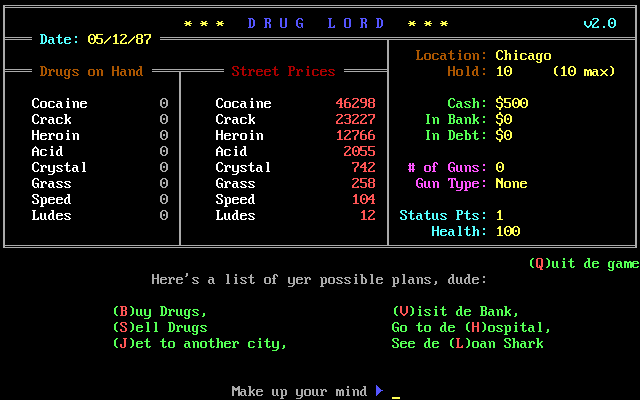 * * *  D R U G  L O R D  * * *  v2.0
Date: 05/12/87
Drugs on Hand  Street Prices
Location: Chicago
Hold: 10 (10 max)
Cocaine 0  Cocaine 46298  Cash: $500
Crack 0  Crack 23227  In Bank: $0
Heroin 0  Heroin 12766  In Debt: $0
Acid 0  Acid 2055
Crystal 0  Crystal 742  # of Guns: 0
Grass 0  Grass 258  Gun Type: None
Speed 0  Speed 104
Ludes 0  Ludes 12  Status Pts: 1
Health: 100
(Q)uit de game
Here's a list of yer possible plans, dude:
(B)uy Drugs,  (V)isit de Bank,
(S)ell Drugs  Go to de (H)ospital,
(J)et to another city,  See de (L)oan Shark
Make up your mind ► _